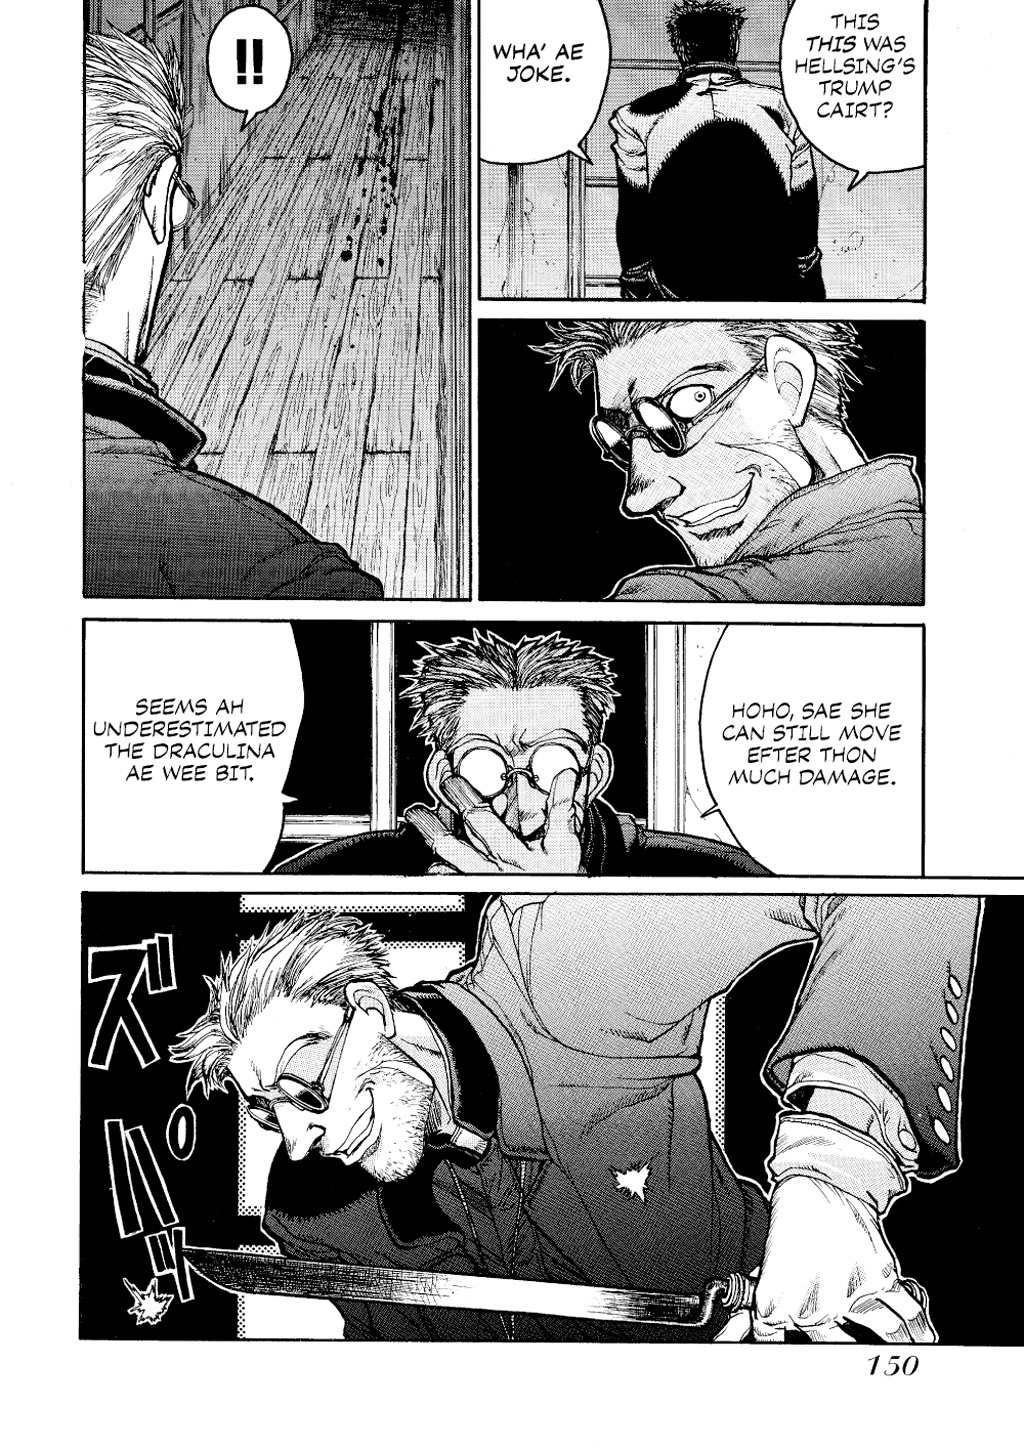 THIS
THIS WAS
HELLSING'S
TRUMP
CAIRT?
WHA' AE
JOKE.
!!
HOHO, SAE SHE
CAN STILL MOVE
EFTER THON
MUCH DAMAGE.
SEEMS AH
UNDERESTIMATED
THE DRACULINA
AE WEE BIT.
ズパッ
150